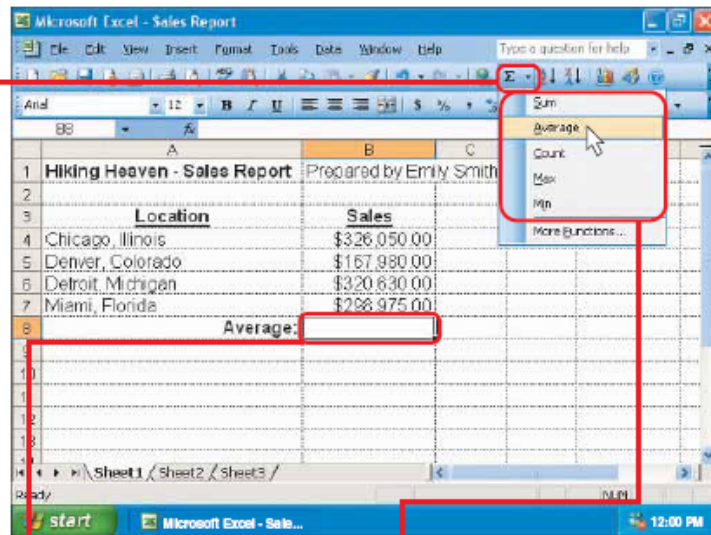 Microsoft Excel - Sales Report
File Edit View Insert Format Tools Data Window Help Type a question for help
Arial 12 B I U $ % ,
B8 fx
Sum
Average
Count
Max
Min
More Functions...
A B C
1 Hiking Heaven - Sales Report Prepared by Emily Smith
2
3 Location Sales
4 Chicago, Illinois $326,050.00
5 Denver, Colorado $167,980.00
6 Detroit, Michigan $320,630.00
7 Miami, Florida $298,975.00
8 Average:
9
10
11
12
13
Sheet1 / Sheet2 / Sheet3 /
Ready NUM
start Microsoft Excel - Sale... 12:00 PM